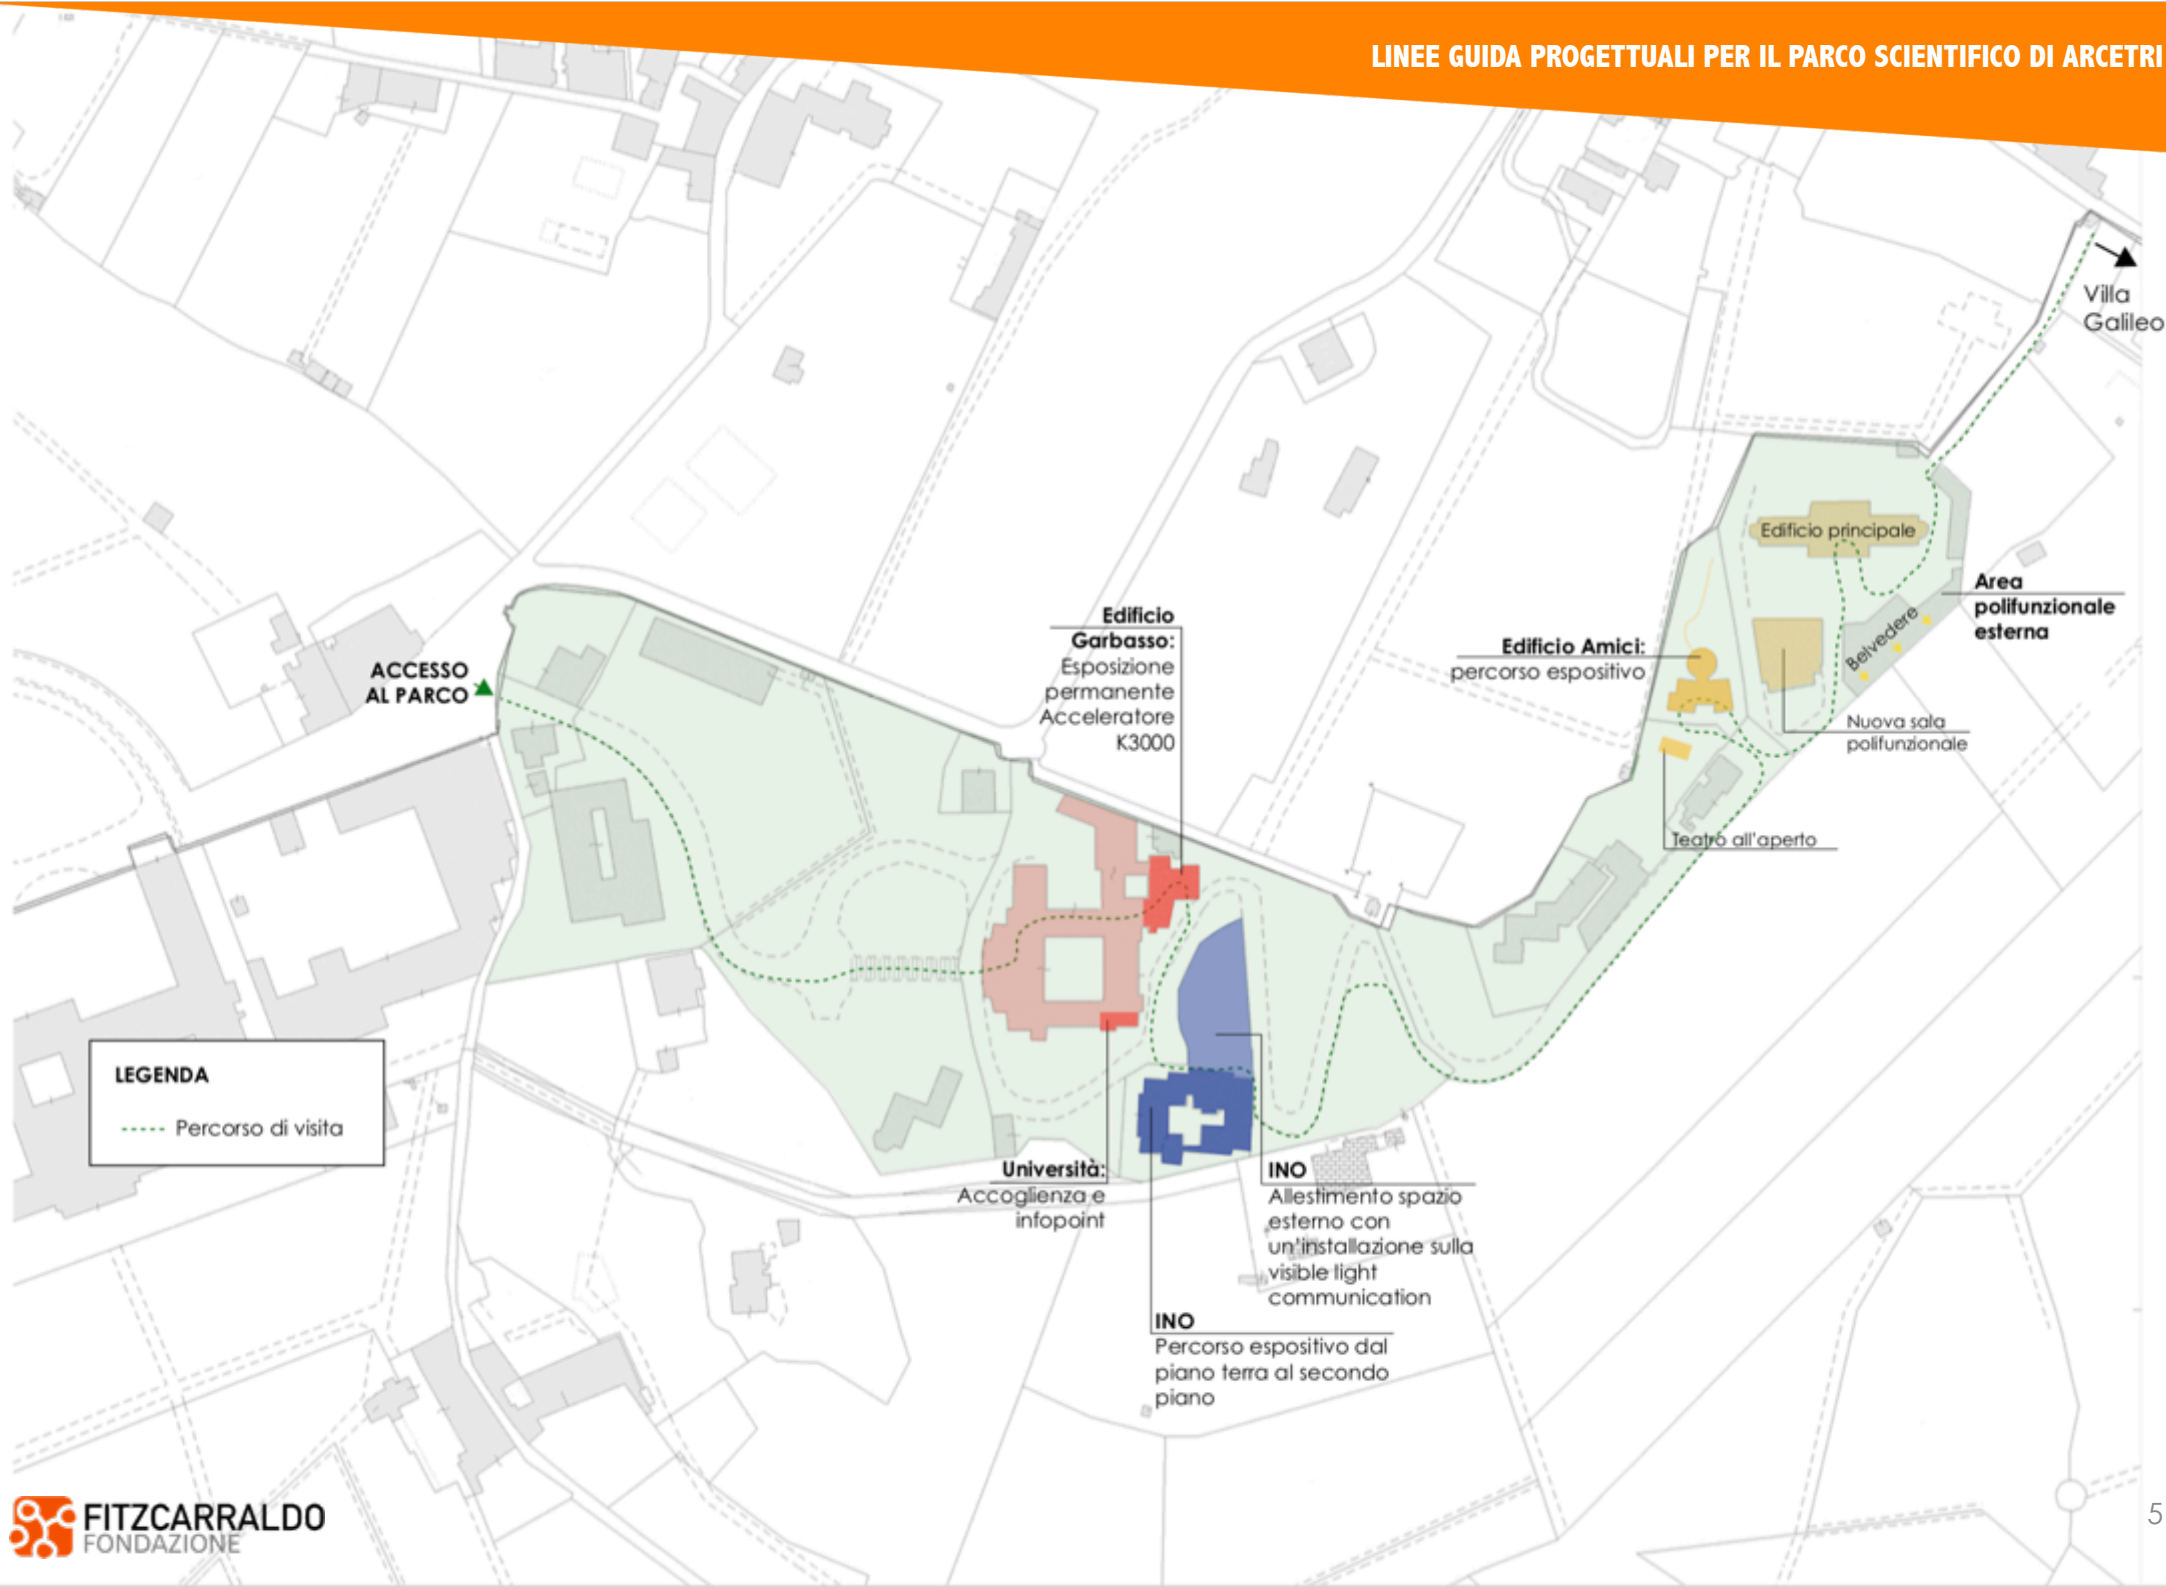 LINEE GUIDA PROGETTUALI PER IL PARCO SCIENTIFICO DI ARCETRI
Villa
Galileo
Edificio principale
Area
polifunzionale
esterna
Belvedere
Edificio
Garbasso:
Esposizione
permanente
Acceleratore
K3000
Edificio Amici:
percorso espositivo
ACCESSO
AL PARCO
Nuova sala
polifunzionale
Teatro all'aperto
LEGENDA
Percorso di visita
Università:
Accoglienza e
infopoint
INO
Allestimento spazio
esterno con
un'installazione sulla
visible light
communication
INO
Percorso espositivo dal
piano terra al secondo
piano
FITZCARRALDO
FONDAZIONE
5